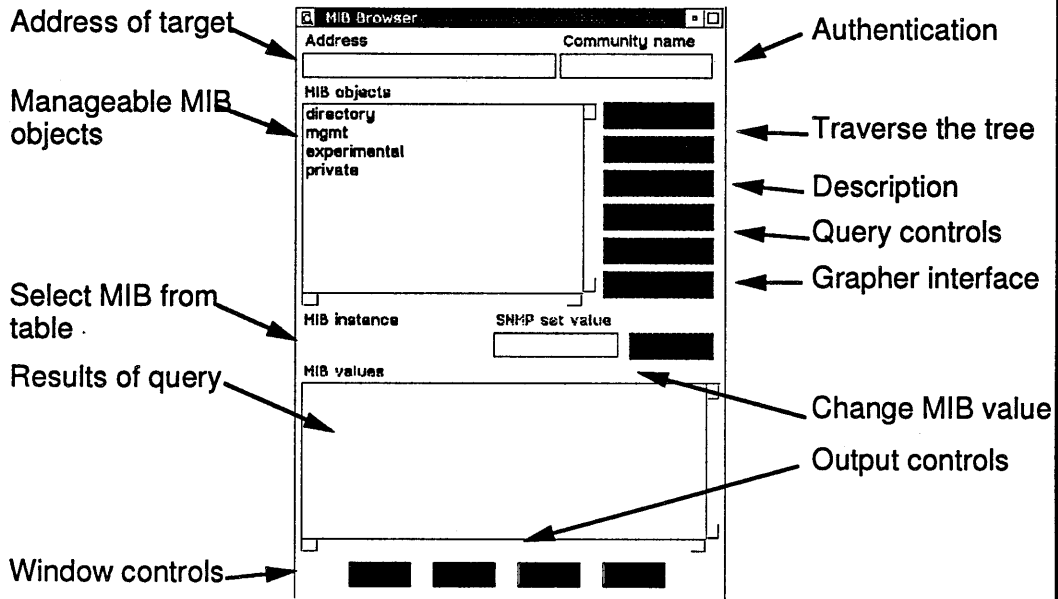 Address of target
MIB Browser
Address
Community name
Authentication
Manageable MIB
objects
MIB objects
directory
mgmt
experimental
private
Traverse the tree
Description
Query controls
Grapher interface
Select MIB from
table
MIB instance
SNMP set value
Results of query
MIB values
Change MIB value
Output controls
Window controls